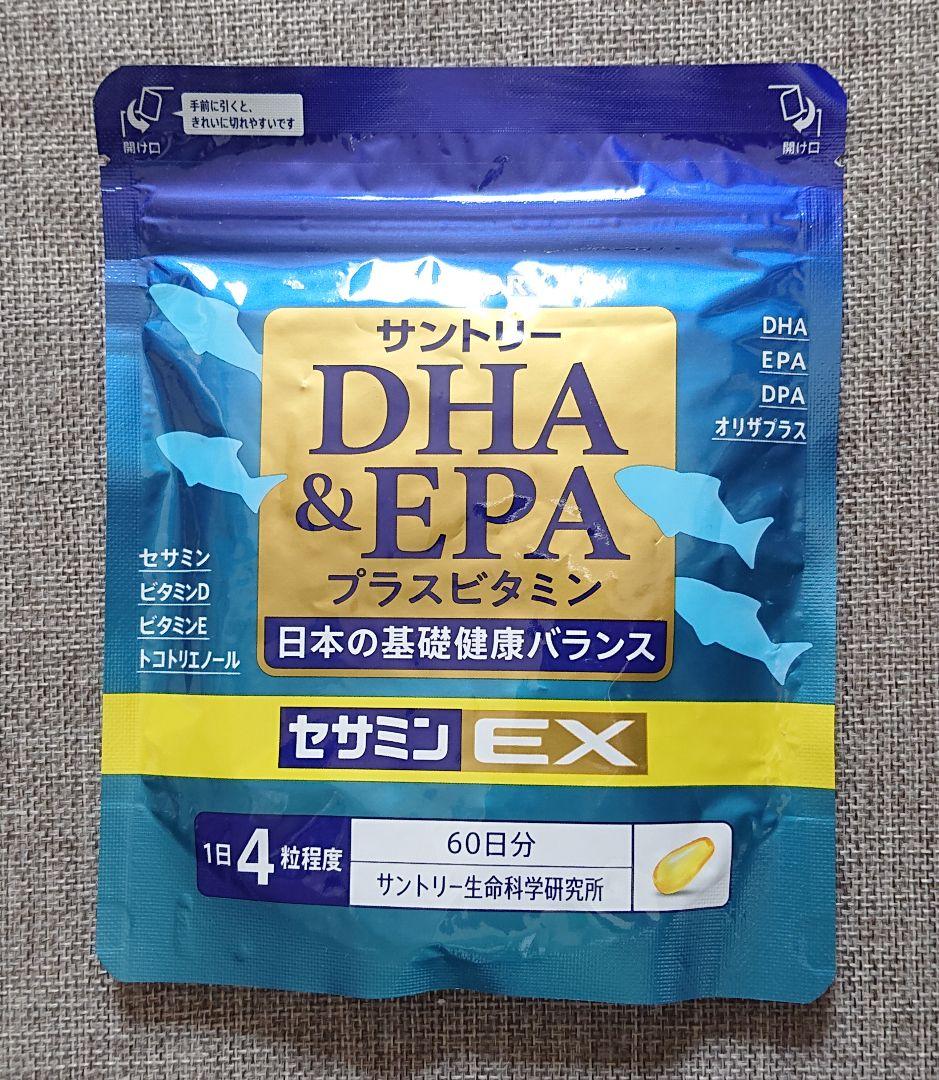 手前に引くと、
きれいに切れやすいです
開け口
開け口
サントリー
DHA
&EPA
プラスビタミン
日本の基礎健康バランス
DHA
EPA
DPA
オリザプラス
セサミン
ビタミンD
ビタミンE
トコトリエノール
セサミンEX
1日4粒程度
60日分
サントリー生命科学研究所